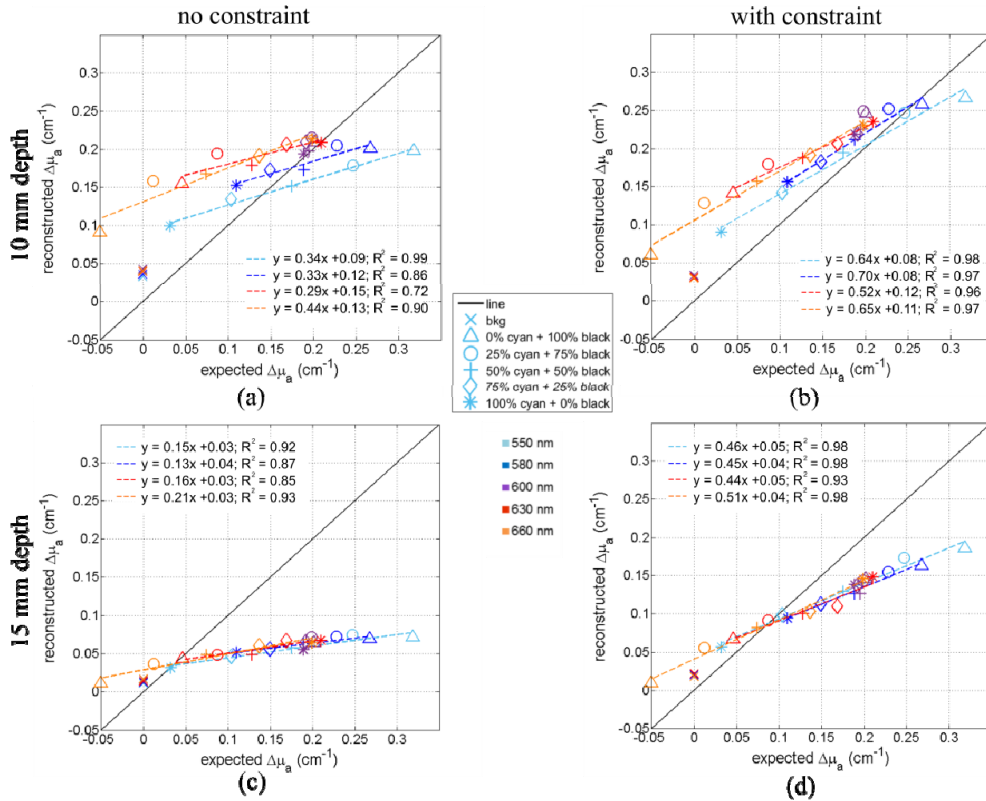 no constraint
with constraint
10 mm depth
reconstructed Δμa (cm-1)
0.3
0.25
0.2
0.15
0.1
0.05
0
-0.05
-0.05 0 0.05 0.1 0.15 0.2 0.25 0.3
expected Δμa (cm-1)
y = 0.34x +0.09; R2 = 0.99
y = 0.33x +0.12; R2 = 0.86
y = 0.29x +0.15; R2 = 0.72
y = 0.44x +0.13; R2 = 0.90
(a)
line
bkg
0% cyan + 100% black
25% cyan + 75% black
50% cyan + 50% black
75% cyan + 25% black
100% cyan + 0% black
reconstructed Δμa (cm-1)
0.3
0.25
0.2
0.15
0.1
0.05
0
-0.05
-0.05 0 0.05 0.1 0.15 0.2 0.25 0.3
expected Δμa (cm-1)
y = 0.64x +0.08; R2 = 0.98
y = 0.70x +0.08; R2 = 0.97
y = 0.52x +0.12; R2 = 0.96
y = 0.65x +0.11; R2 = 0.97
(b)
15 mm depth
reconstructed Δμa (cm-1)
0.3
0.25
0.2
0.15
0.1
0.05
0
-0.05
-0.05 0 0.05 0.1 0.15 0.2 0.25 0.3
expected Δμa (cm-1)
y = 0.15x +0.03; R2 = 0.92
y = 0.13x +0.04; R2 = 0.87
y = 0.16x +0.03; R2 = 0.85
y = 0.21x +0.03; R2 = 0.93
(c)
550 nm
580 nm
600 nm
630 nm
660 nm
reconstructed Δμa (cm-1)
0.3
0.25
0.2
0.15
0.1
0.05
0
-0.05
-0.05 0 0.05 0.1 0.15 0.2 0.25 0.3
expected Δμa (cm-1)
y = 0.46x +0.05; R2 = 0.98
y = 0.45x +0.04; R2 = 0.98
y = 0.44x +0.05; R2 = 0.93
y = 0.51x +0.04; R2 = 0.98
(d)